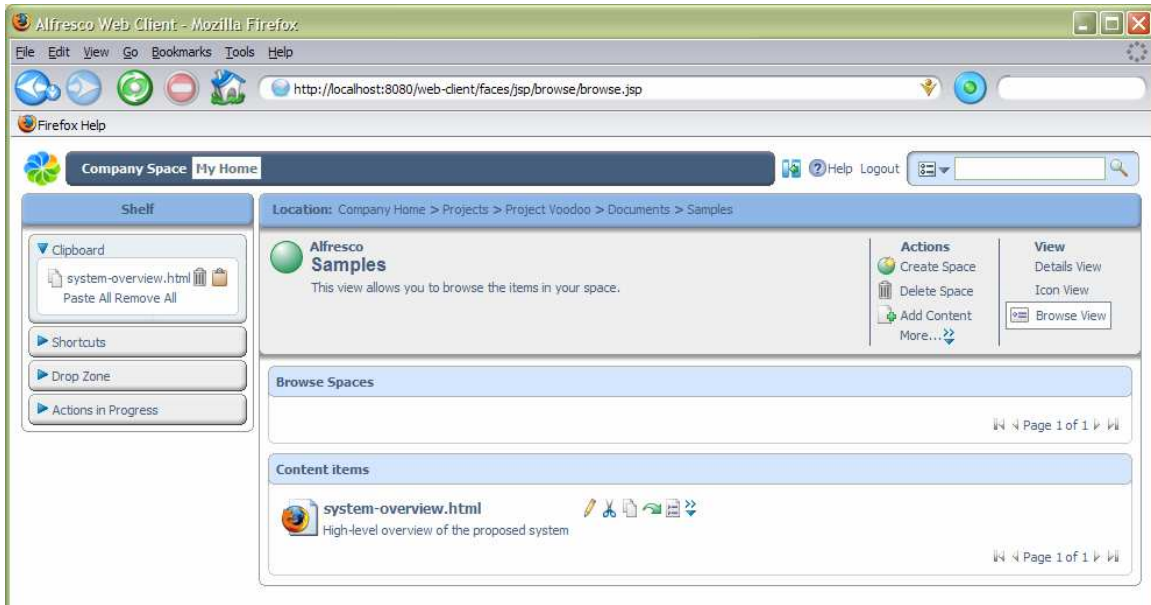 Alfresco Web Client - Mozilla Firefox
File Edit View Go Bookmarks Tools Help
http://localhost:8080/web-client/faces/jsp/browse/browse.jsp
Firefox Help
Company Space My Home
Help Logout
Shelf
Clipboard
system-overview.html
Paste All Remove All
Shortcuts
Drop Zone
Actions in Progress
Location: Company Home > Projects > Project Voodoo > Documents > Samples
Alfresco
Samples
This view allows you to browse the items in your space.
Actions
Create Space
Delete Space
Add Content
More...
View
Details View
Icon View
Browse View
Browse Spaces
Page 1 of 1
Content items
system-overview.html
High-level overview of the proposed system
Page 1 of 1